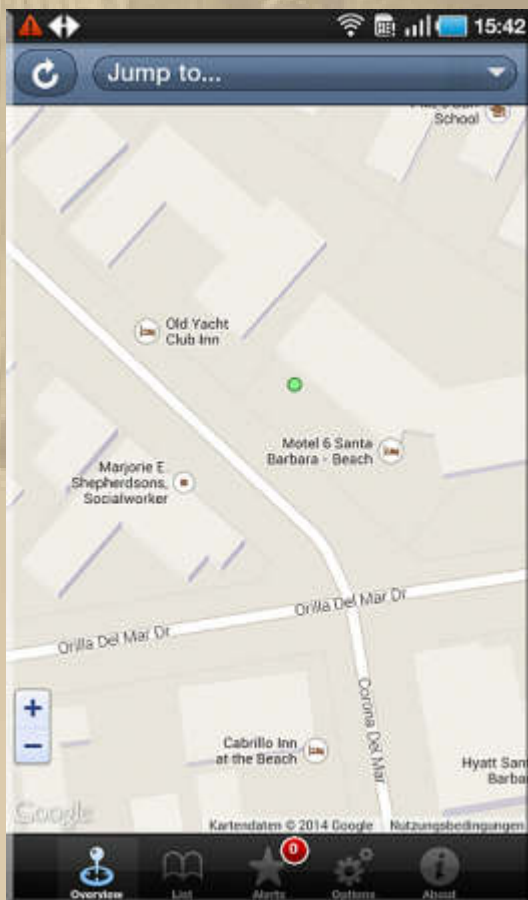 15:42
Jump to...
School
Old Yacht
Club Inn
Motel 6 Santa
Barbara - Beach
Marjorie E
Shepherdsons,
Socialworker
Orilla Del Mar Dr
Orilla Del Mar Dr
Corona Del Mar
+
−
Cabrillo Inn
at the Beach
Hyatt San
Barba
Google
Kartendaten © 2014 Google Nutzungsbedingungen
0
Overview List Alerts Options About